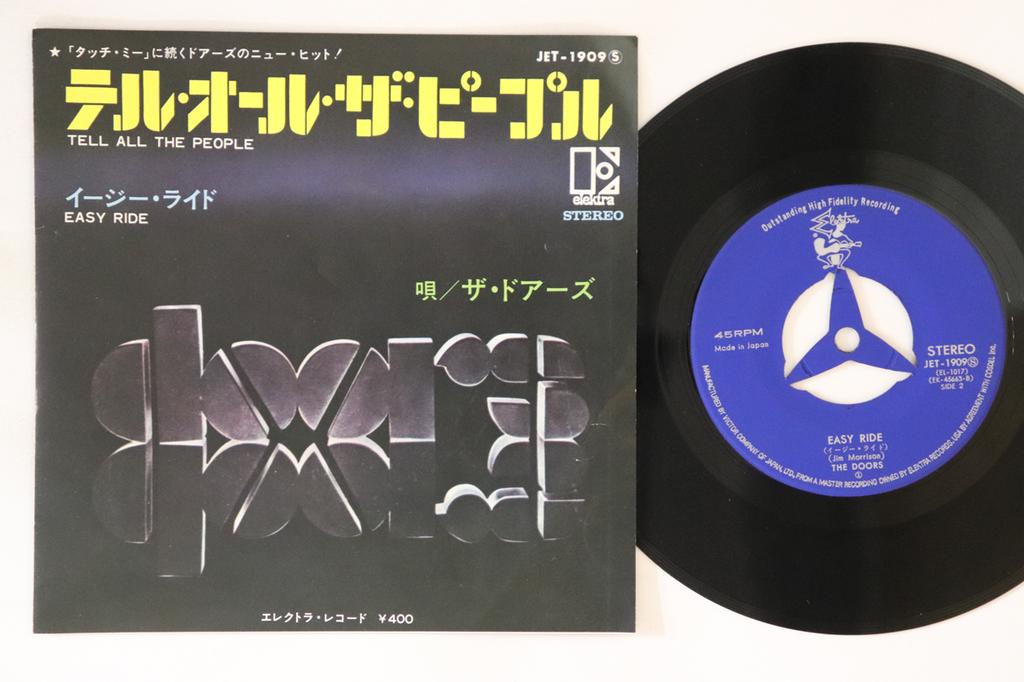 ★「タッチ・ミー」に続くドアーズのニュー・ヒット!
JET-1909Ⓢ
テル・オール・ザ・ピープル
TELL ALL THE PEOPLE
elektra
STEREO
イージー・ライド
EASY RIDE
唄/ザ・ドアーズ
doors
エレクトラ・レコード ¥400
Outstanding High Fidelity Recording
Elektra
45RPM
Made in Japan
STEREO
JET-1909Ⓢ
(EL-1017)
(EK-45663-B)
SIDE 2
EASY RIDE
(イージー・ライド)
(Jim Morrison)
THE DOORS
①
MANUFACTURED BY VICTOR COMPANY OF JAPAN, LTD., FROM A MASTER RECORDING OWNED BY ELEKTRA RECORDS, USA BY AGREEMENT WITH COSDEL Inc.